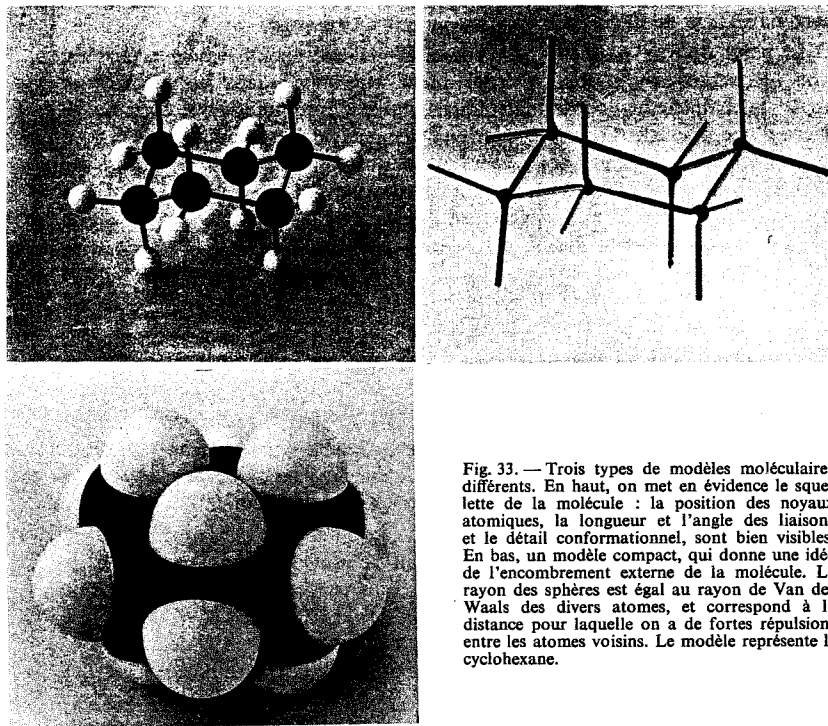 Fig. 33. — Trois types de modèles moléculaire
différents. En haut, on met en évidence le sque
lette de la molécule : la position des noyau
atomiques, la longueur et l'angle des liaison
et le détail conformationnel, sont bien visibles
En bas, un modèle compact, qui donne une idé
de l'encombrement externe de la molécule. L
rayon des sphères est égal au rayon de Van de
Waals des divers atomes, et correspond à l
distance pour laquelle on a de fortes répulsion
entre les atomes voisins. Le modèle représente l
cyclohexane.